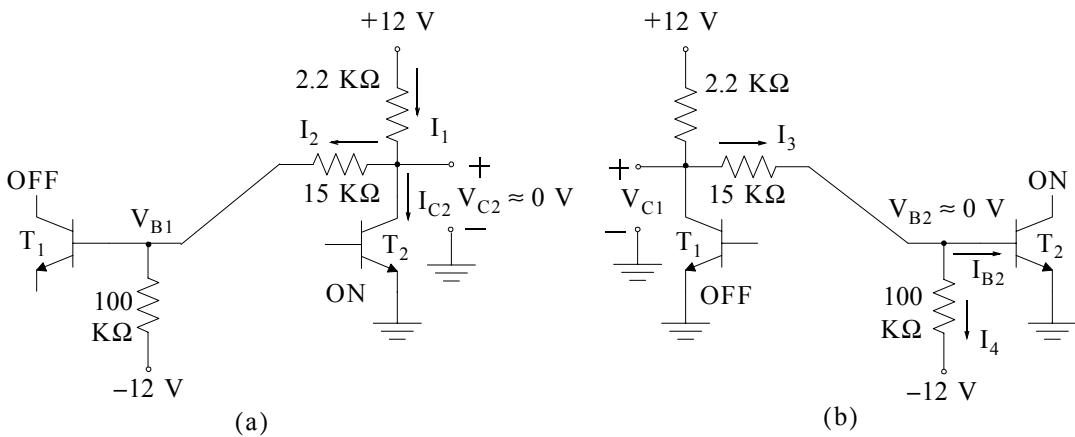 +12 V
2.2 KΩ
I1
I2
15 KΩ
IC2
+
VC2 ≈ 0 V
−
OFF
T1
VB1
T2
ON
100
KΩ
−12 V
(a)
+12 V
2.2 KΩ
I3
15 KΩ
+
VC1
−
T1
OFF
VB2 ≈ 0 V
ON
T2
IB2
100
KΩ
I4
−12 V
(b)